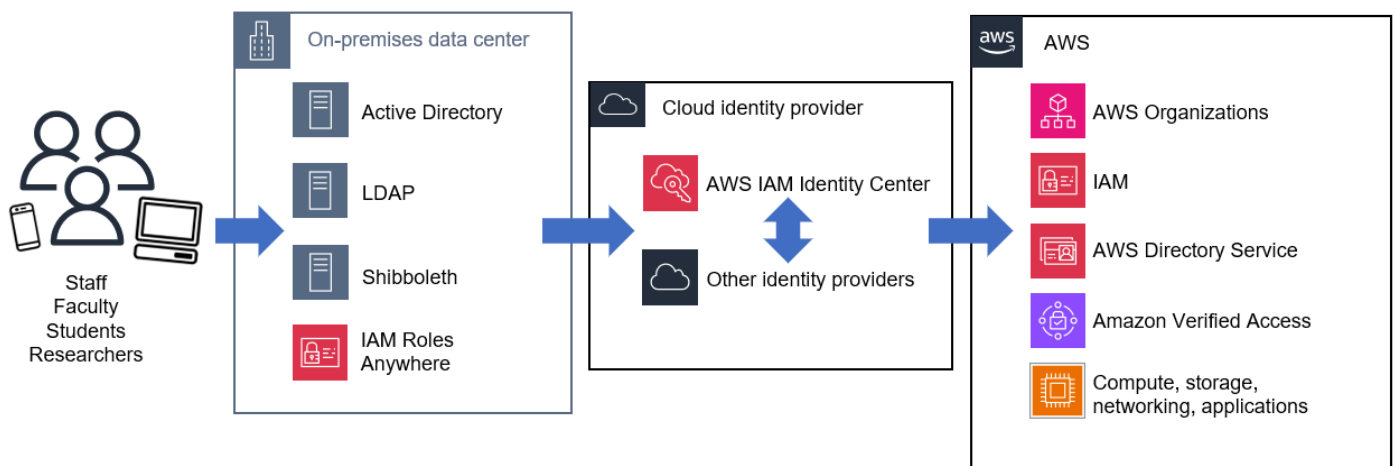 Staff
Faculty
Students
Researchers
On-premises data center
Active Directory
LDAP
Shibboleth
IAM Roles
Anywhere
Cloud identity provider
AWS IAM Identity Center
Other identity providers
aws
AWS
AWS Organizations
IAM
AWS Directory Service
Amazon Verified Access
Compute, storage,
networking, applications